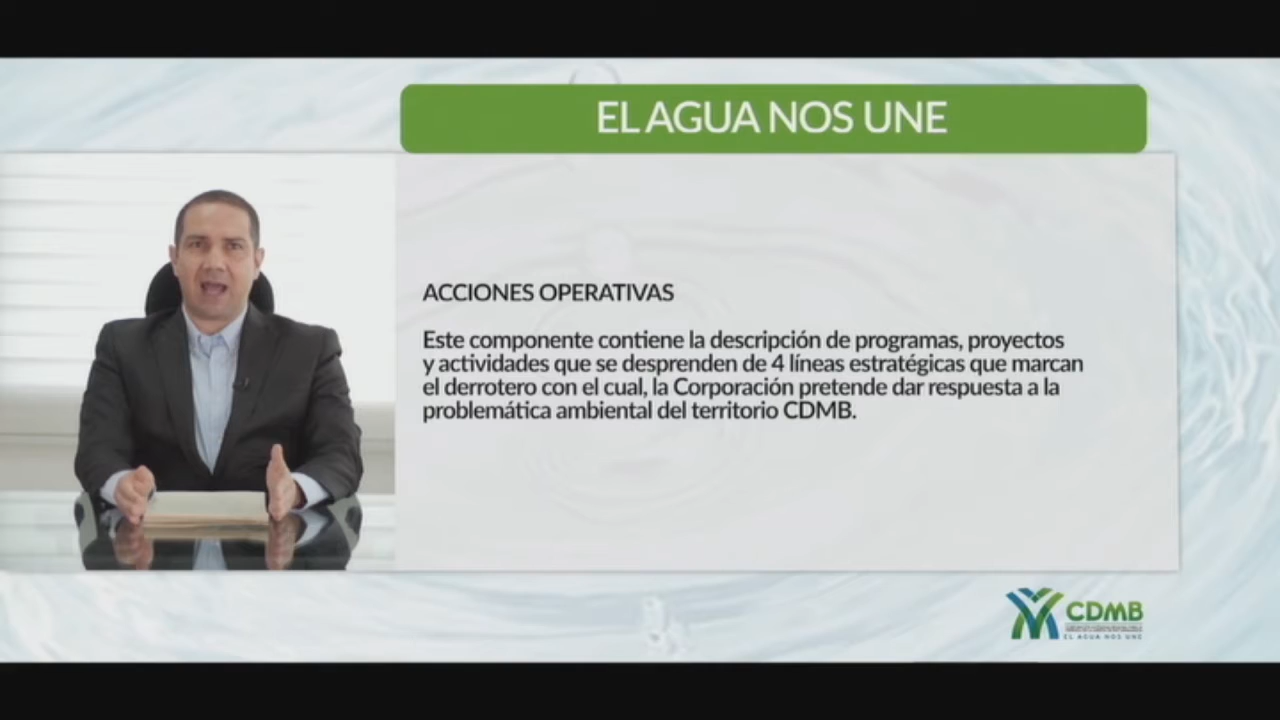 EL AGUA NOS UNE
ACCIONES OPERATIVAS
Este componente contiene la descripción de programas, proyectos
y actividades que se desprenden de 4 líneas estratégicas que marcan
el derrotero con el cual, la Corporación pretende dar respuesta a la
problemática ambiental del territorio CDMB.
CDMB
EL AGUA NOS UNE